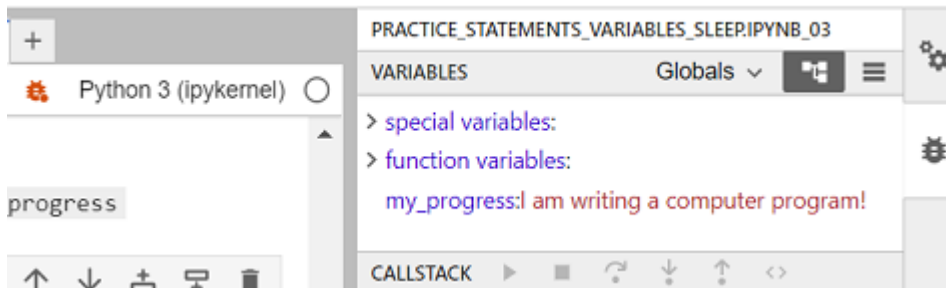 PRACTICE_STATEMENTS_VARIABLES_SLEEP.IPYNB_03
Python 3 (ipykernel)
progress
VARIABLES
Globals
special variables:
function variables:
my_progress:I am writing a computer program!
CALLSTACK